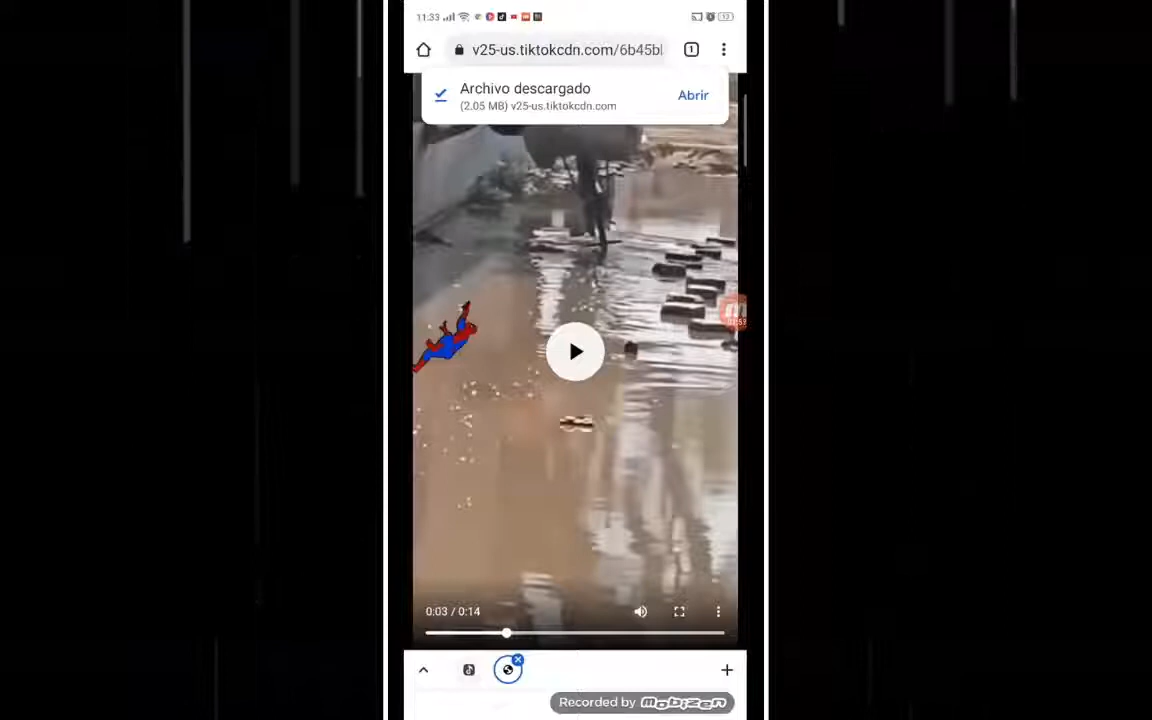 11:33
v25-us.tiktokcdn.com/6b45b
1
Archivo descargado
(2.05 MB) v25-us.tiktokcdn.com
Abrir
0:03 / 0:14
Recorded by mobizen